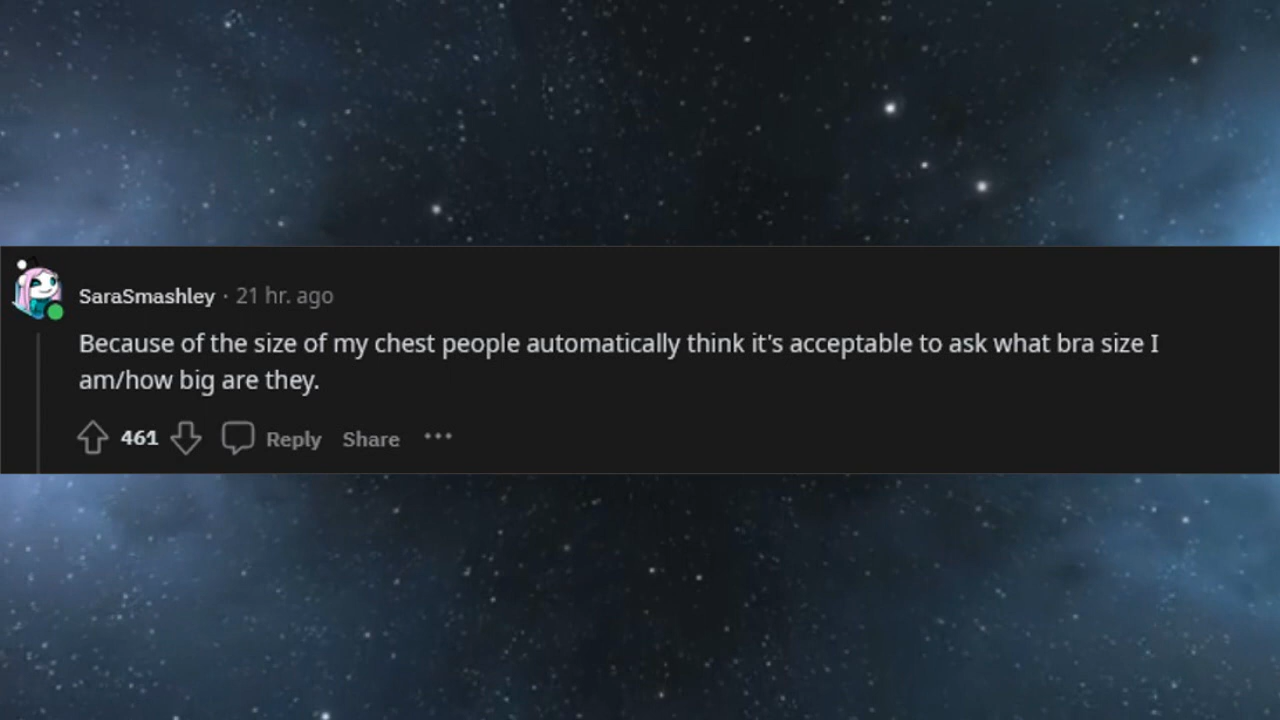 SaraSmashley · 21 hr. ago
Because of the size of my chest people automatically think it's acceptable to ask what bra size I
am/how big are they.
461 Reply Share ···